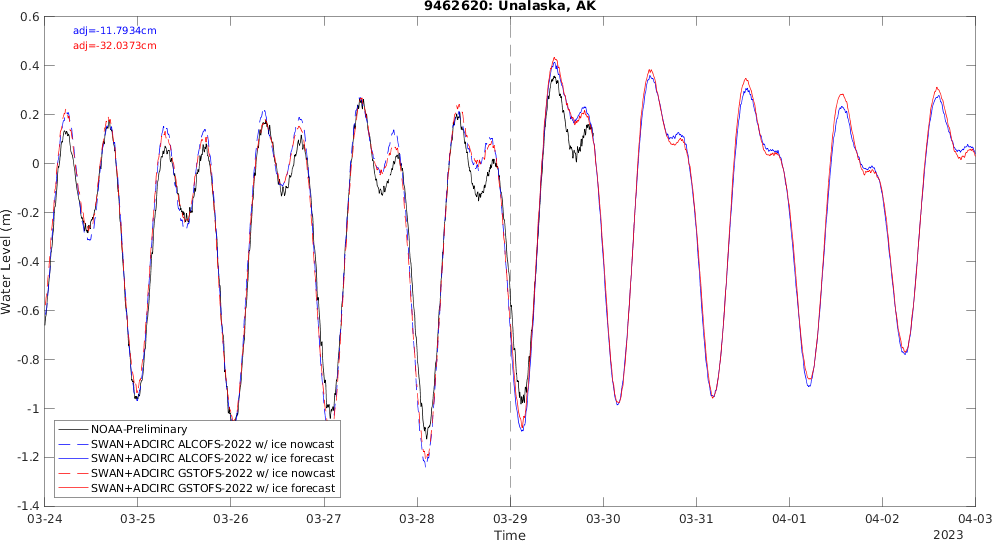 9462620: Unalaska, AK
adj=-11.7934cm
adj=-32.0373cm
0.6
0.4
0.2
0
-0.2
-0.4
-0.6
-0.8
-1
-1.2
-1.4
Water Level (m)
NOAA-Preliminary
SWAN+ADCIRC ALCOFS-2022 w/ ice nowcast
SWAN+ADCIRC ALCOFS-2022 w/ ice forecast
SWAN+ADCIRC GSTOFS-2022 w/ ice nowcast
SWAN+ADCIRC GSTOFS-2022 w/ ice forecast
03-24 03-25 03-26 03-27 03-28 03-29 03-30 03-31 04-01 04-02 04-03
Time
2023